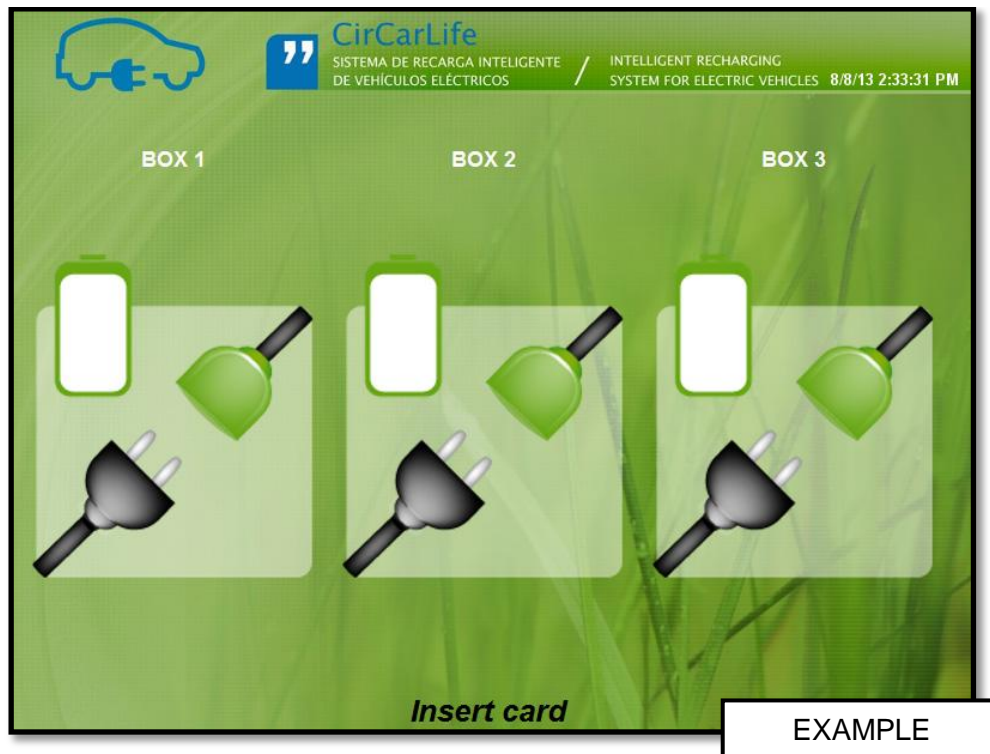 CirCarLife
SISTEMA DE RECARGA INTELIGENTE
DE VEHÍCULOS ELÉCTRICOS
/
INTELLIGENT RECHARGING
SYSTEM FOR ELECTRIC VEHICLES 8/8/13 2:33:31 PM
BOX 1
BOX 2
BOX 3
Insert card
EXAMPLE